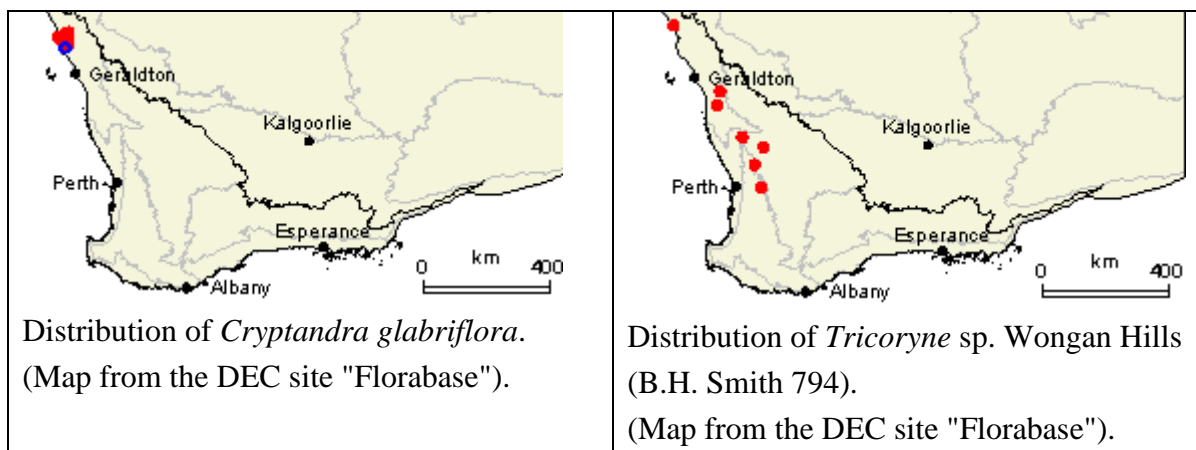 Geraldton
Kalgoorlie
Perth
Esperance
0 km 400
Albany
Distribution of Cryptandra glabriflora.
(Map from the DEC site "Florabase").
Geraldton
Kalgoorlie
Perth
Esperance
0 km 400
Albany
Distribution of Tricoryne sp. Wongan Hills
(B.H. Smith 794).
(Map from the DEC site "Florabase").